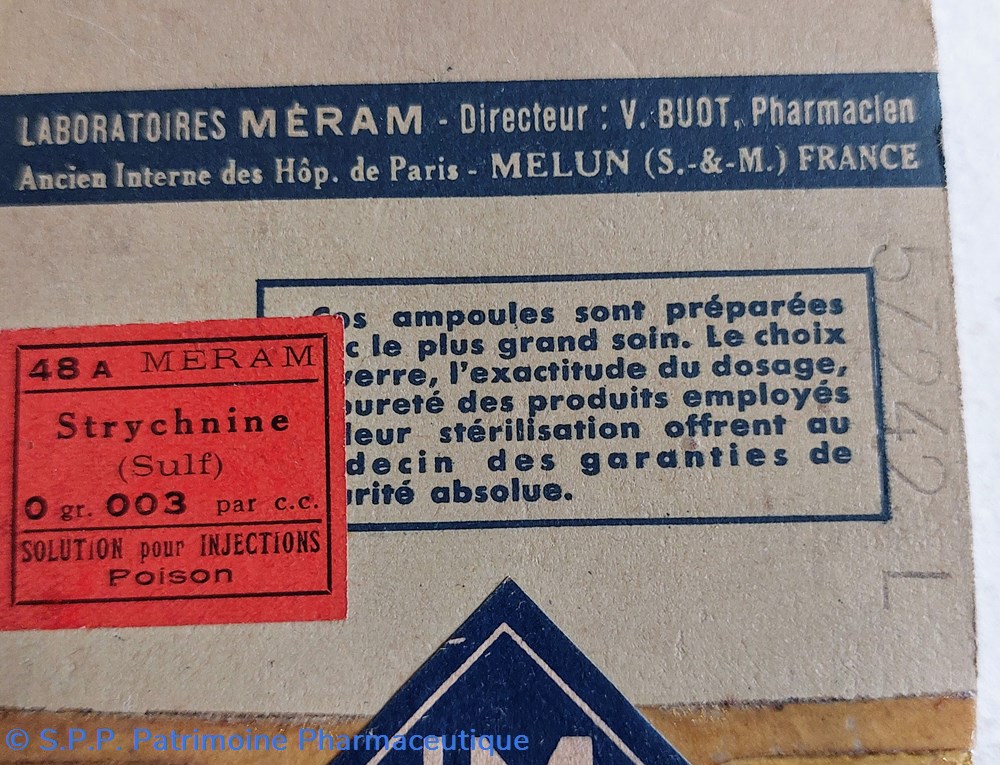 LABORATOIRES MÉRAM - Directeur : V. BUOT, Pharmacien
Ancien Interne des Hôp. de Paris - MELUN (S.-&-M.) FRANCE
ampoules sont préparées
le plus grand soin. Le choix
l'exactitude du dosage,
des produits employés
stérilisation offrent au
des garanties de
absolue.
48 A MÉRAM
Strychnine
(Sulf)
0 gr. 003 par c.c.
SOLUTION pour INJECTIONS
Poison
57242 L
© S.P.P. Patrimoine Pharmaceutique